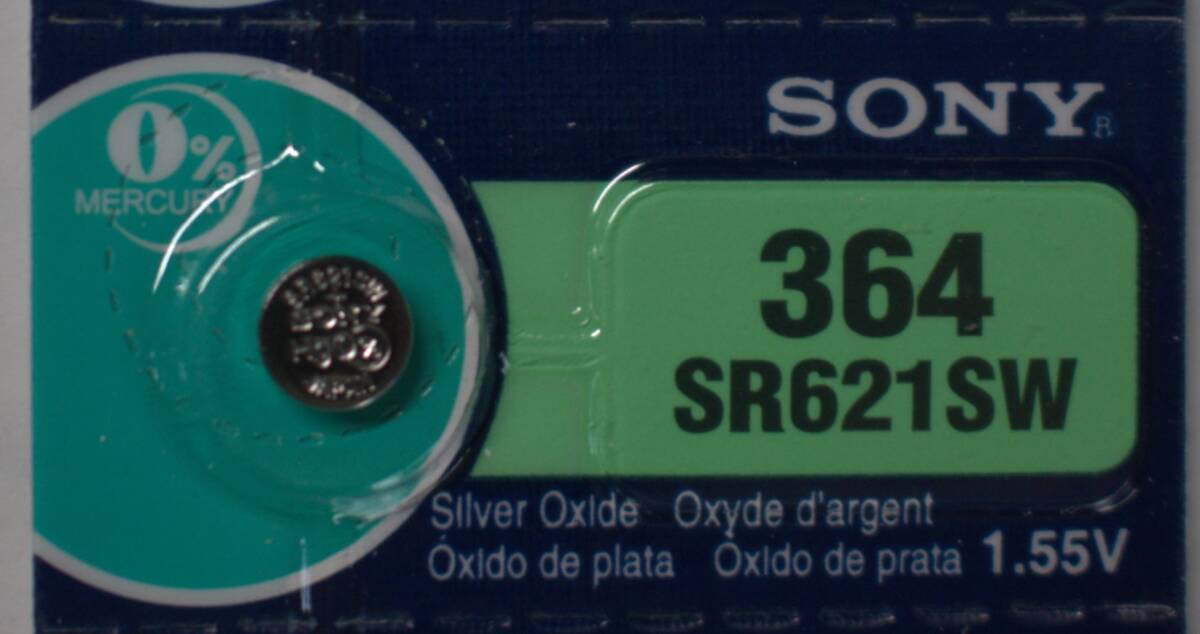 SONY®
0%
MERCURY
364
SR621SW
Silver Oxide Oxyde d'argent
Óxido de plata Óxido de prata 1.55V